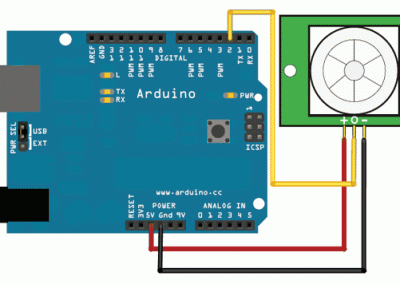 AREF
GND
13
12
11
10
9
8
7
6
5
4
3
2
1
0
PWM
PWM
PWM
PWM
PWM
PWM
TX
RX
DIGITAL
L
TX
RX
Arduino
PWR
1
ICSP
PWR SEL
USB
EXT
+O-
www.arduino.cc
POWER
ANALOG IN
RESET
3V3
5V Gnd 9V
0 1 2 3 4 5